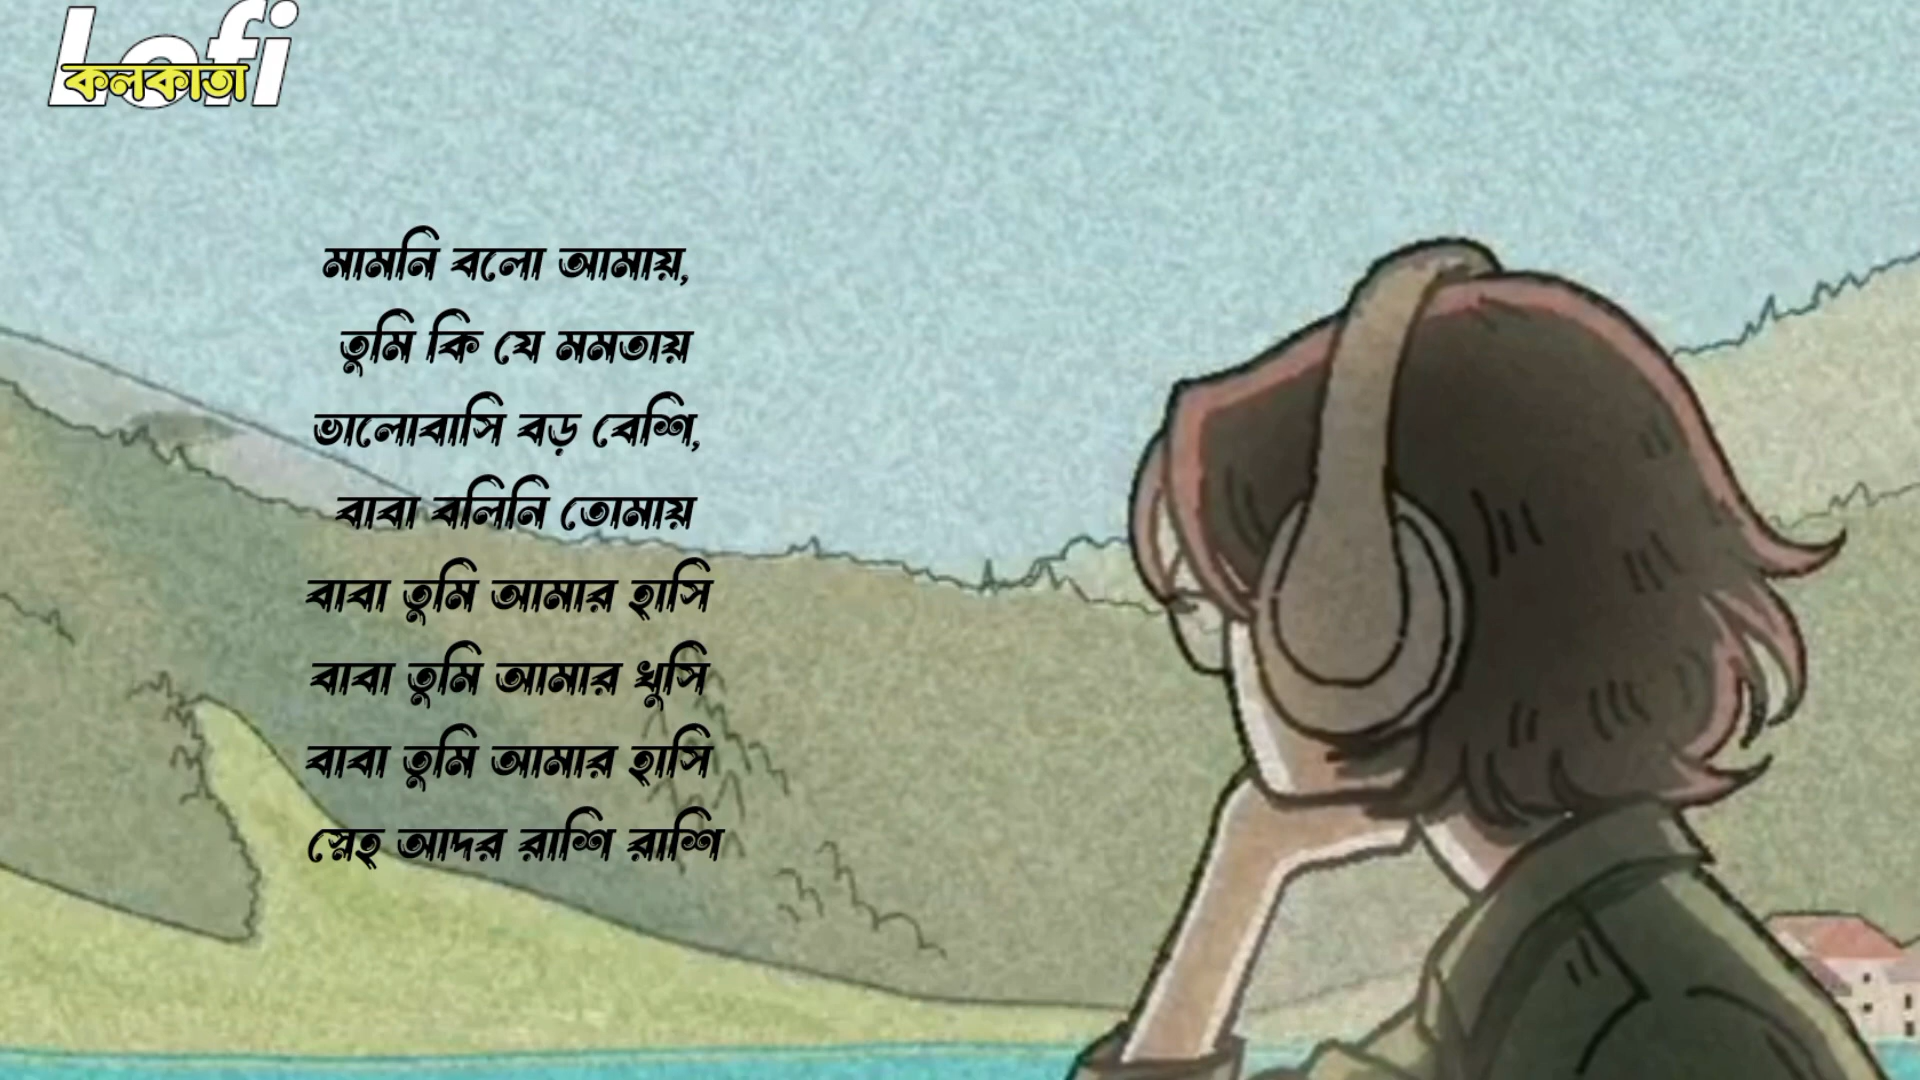 Lofi
কলকাতা
মামনি বলো আমায়,
তুমি কি যে মমতায়
ভালোবাসি বড় বেশি,
বাবা বলিনি তোমায়
বাবা তুমি আমার হাসি
বাবা তুমি আমার খুসি
বাবা তুমি আমার হাসি
স্নেহ আদর রাশি রাশি